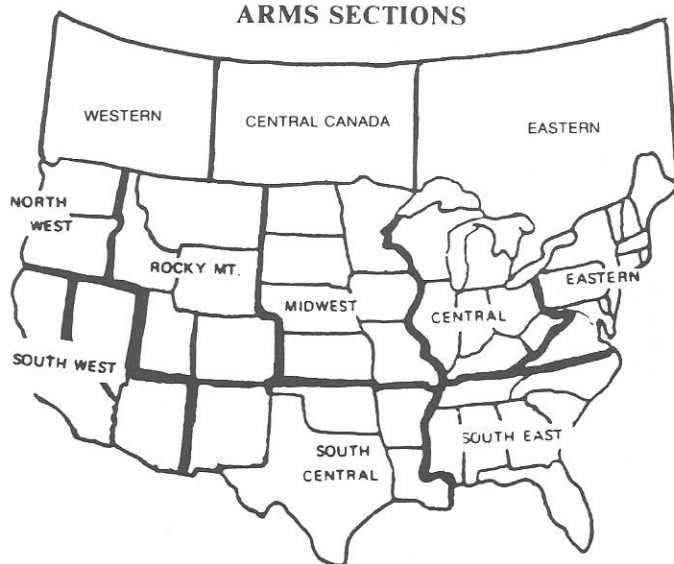 ARMS SECTIONS
WESTERN
CENTRAL CANADA
EASTERN
NORTH
WEST
ROCKY MT.
EASTERN
MIDWEST
CENTRAL
SOUTH WEST
SOUTH EAST
SOUTH
CENTRAL